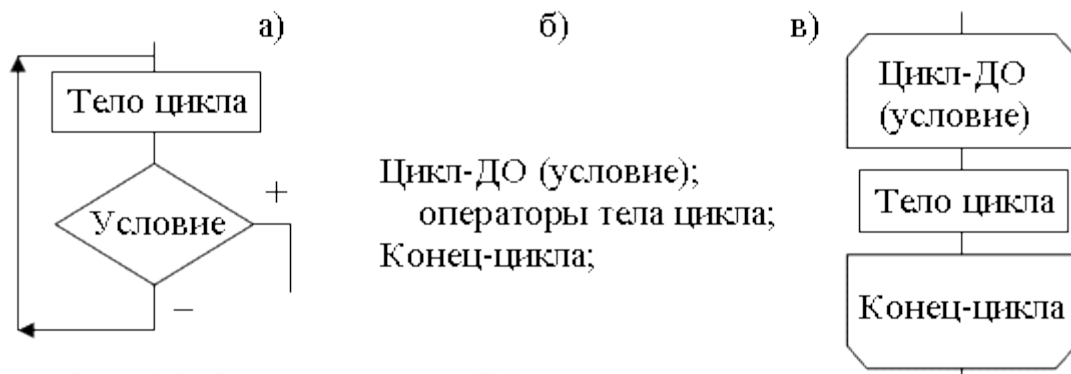 а)
Тело цикла
Условие
+
–
б)
Цикл-ДО (условие);
операторы тела цикла;
Конец-цикла;
в)
Цикл-ДО
(условие)
Тело цикла
Конец-цикла